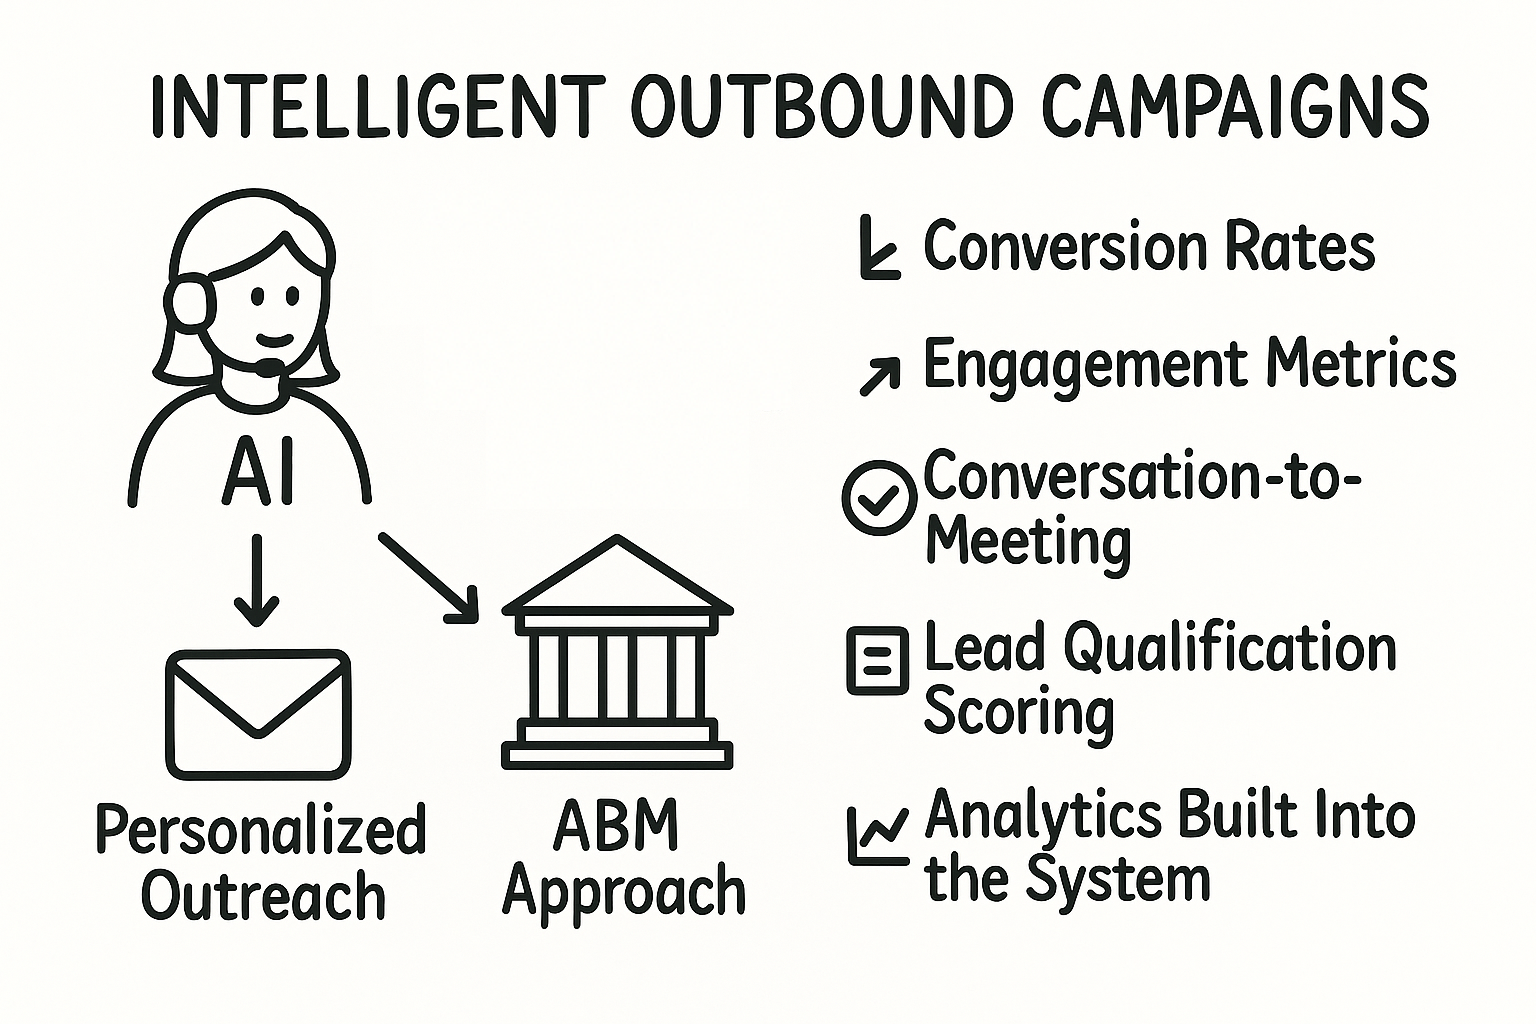 INTELLIGENT OUTBOUND CAMPAIGNS
AI
Personalized
Outreach
ABM
Approach
Conversion Rates
Engagement Metrics
Conversation-to-
Meeting
Lead Qualification
Scoring
Analytics Built Into
the System